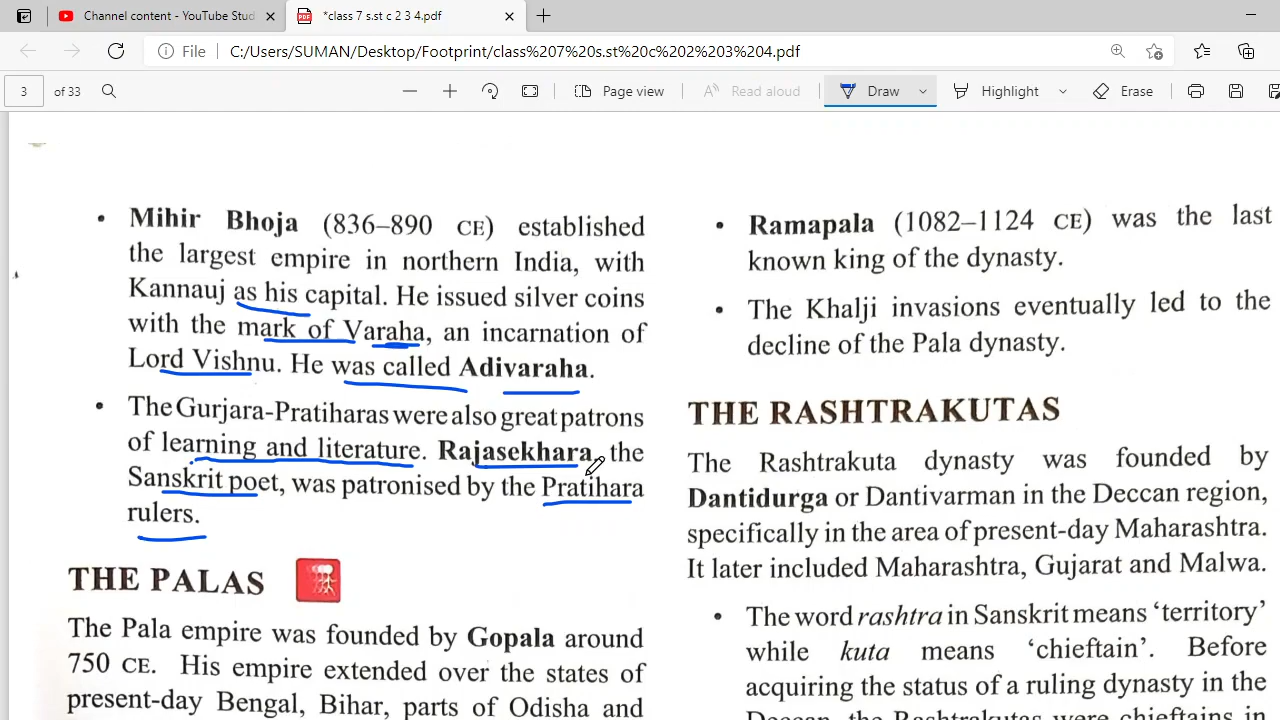 Channel content - YouTube Stud
*class 7 s.st c 2 3 4.pdf
File
C:/Users/SUMAN/Desktop/Footprint/class%207%20s.st%20c%202%203%204.pdf
3
of 33
Page view
Read aloud
Draw
Highlight
Erase
• Mihir Bhoja (836–890 CE) established
the largest empire in northern India, with
Kannauj as his capital. He issued silver coins
with the mark of Varaha, an incarnation of
Lord Vishnu. He was called Adivaraha.
• The Gurjara-Pratiharas were also great patrons
of learning and literature. Rajasekhara, the
Sanskrit poet, was patronised by the Pratihara
rulers.
THE PALAS
The Pala empire was founded by Gopala around
750 CE. His empire extended over the states of
present-day Bengal, Bihar, parts of Odisha and
• Ramapala (1082–1124 CE) was the last
known king of the dynasty.
• The Khalji invasions eventually led to the
decline of the Pala dynasty.
THE RASHTRAKUTAS
The Rashtrakuta dynasty was founded by
Dantidurga or Dantivarman in the Deccan region,
specifically in the area of present-day Maharashtra.
It later included Maharashtra, Gujarat and Malwa.
• The word rashtra in Sanskrit means ‘territory’
while kuta means ‘chieftain’. Before
acquiring the status of a ruling dynasty in the
Deccan, the Rashtrakutas were chieftains in